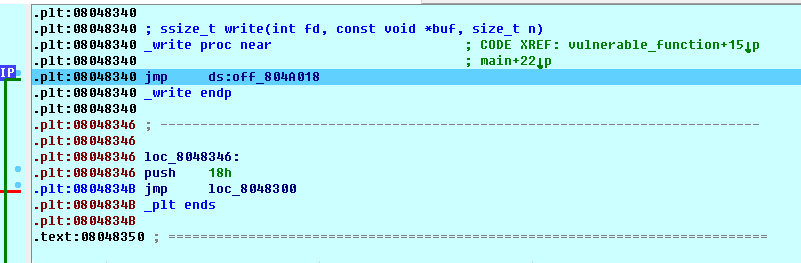 .plt:08048340
.plt:08048340 ; ssize_t write(int fd, const void *buf, size_t n)
.plt:08048340 _write proc near ; CODE XREF: vulnerable_function+15↓p
.plt:08048340 ; main+22↓p
IP .plt:08048340 jmp ds:off_804A018
.plt:08048340 _write endp
.plt:08048340
.plt:08048346 ; ---------------------------------------------------------------------------
.plt:08048346
.plt:08048346 loc_8048346:
.plt:08048346 push 18h
.plt:0804834B jmp loc_8048300
.plt:0804834B _plt ends
.plt:0804834B
.text:08048350 ; ===========================================================================